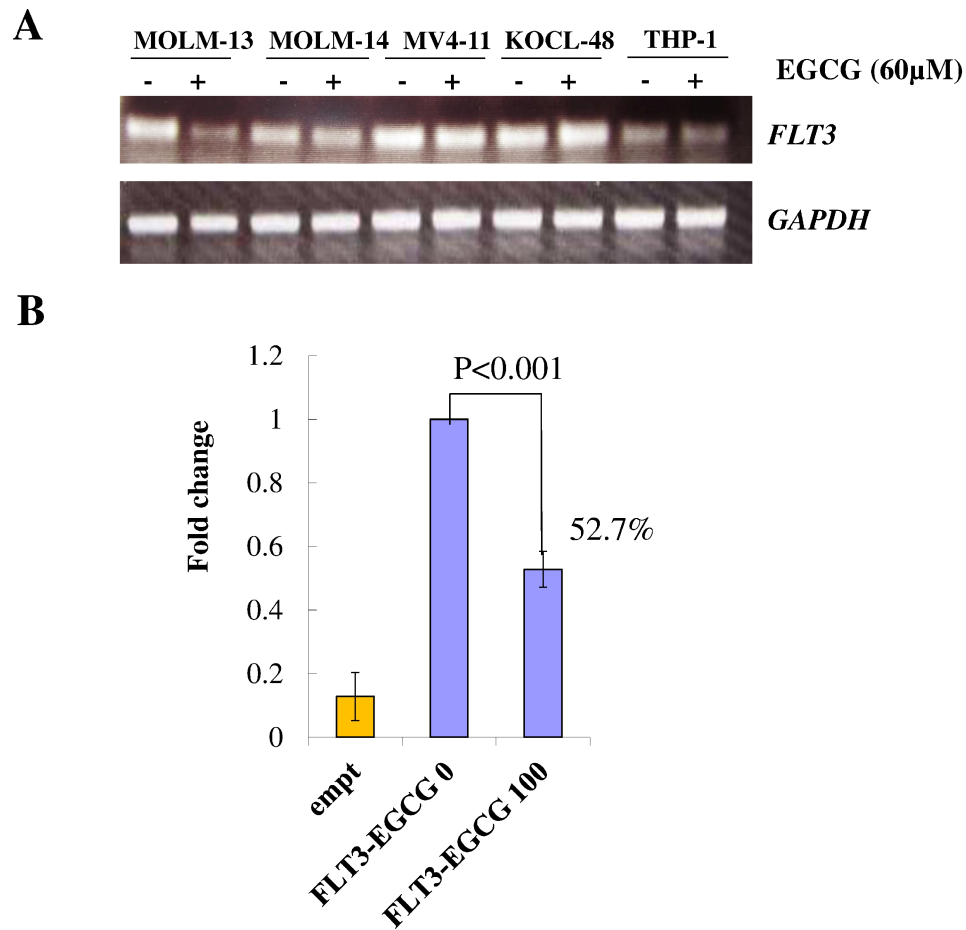 A
MOLM-13 MOLM-14 MV4-11 KOCL-48 THP-1
- + - + - + - + - + EGCG (60µM)
FLT3
GAPDH
B
1.2
P<0.001
1
0.8
52.7%
0.6
0.4
0.2
0
Fold change
empt
FLT3-EGCG 0
FLT3-EGCG 100